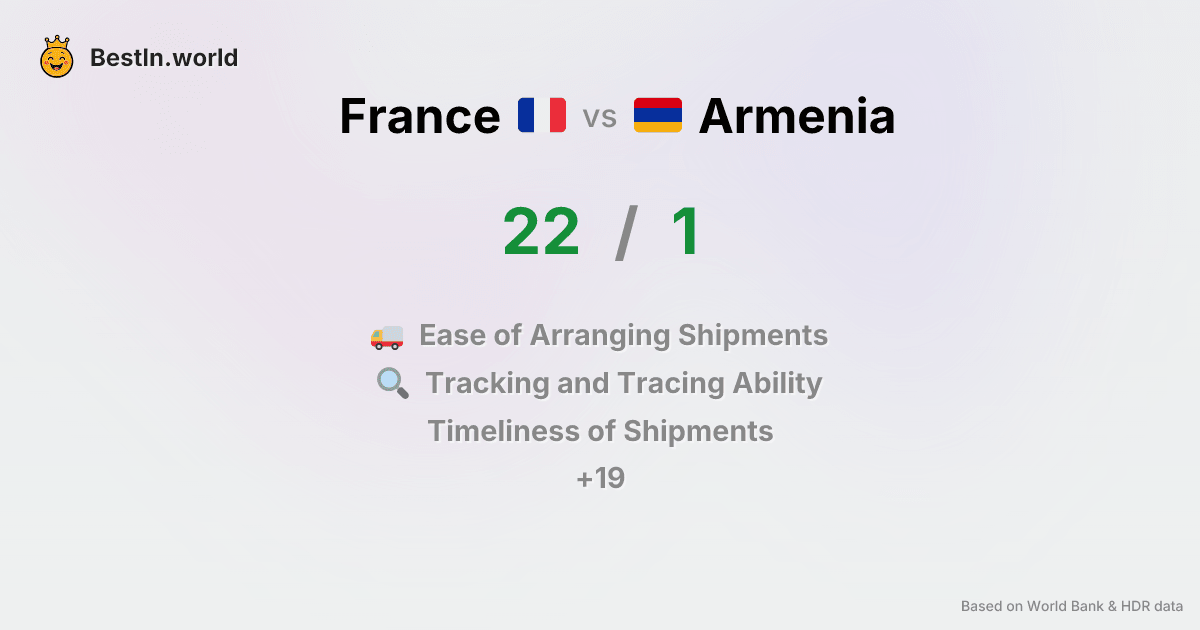 BestIn.world
France vs Armenia
22 / 1
Ease of Arranging Shipments
Tracking and Tracing Ability
Timeliness of Shipments
+19
Based on World Bank & HDR data